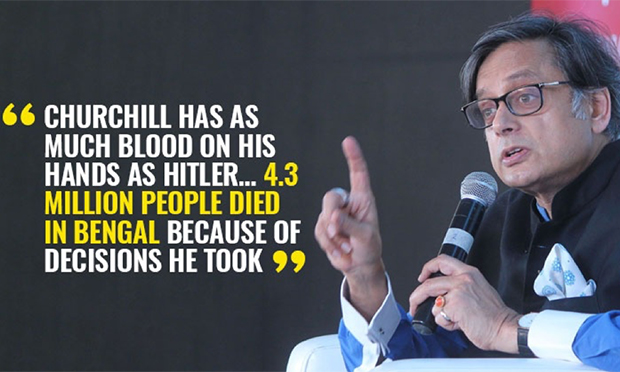 “ CHURCHILL HAS AS
MUCH BLOOD ON HIS
HANDS AS HITLER... 4.3
MILLION PEOPLE DIED
IN BENGAL BECAUSE OF
DECISIONS HE TOOK ”